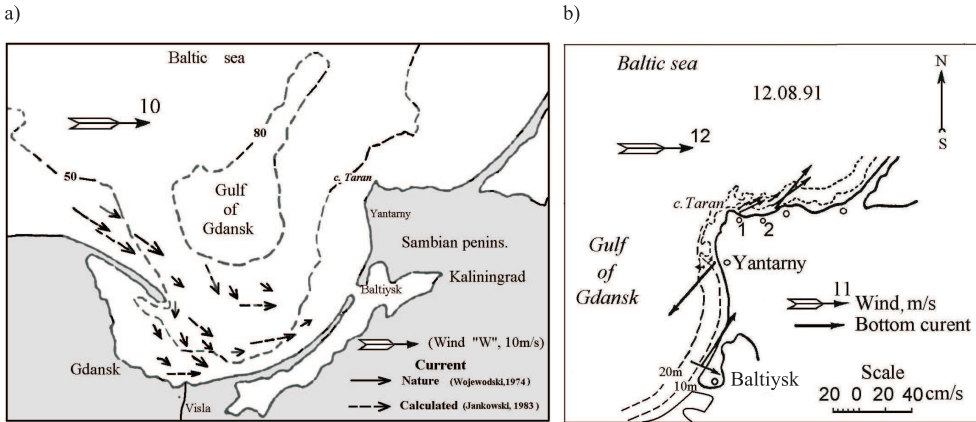 a)
Baltic sea
10
80
50
c. Taran
Gulf
of
Gdansk
Yantarny
Sambian penins.
Kaliningrad
Baltiysk
Gdansk
Visla
(Wind "W", 10m/s)
Current
Nature (Wojewodski,1974)
Calculated (Jankowski,1983)
b)
Baltic sea
N
S
12.08.91
12
c.Taran
1 2
Gulf
of
Gdansk
Yantarny
11
Wind, m/s
Bottom curent
20m
10m
Baltiysk
Scale
20 0 20 40 cm/s